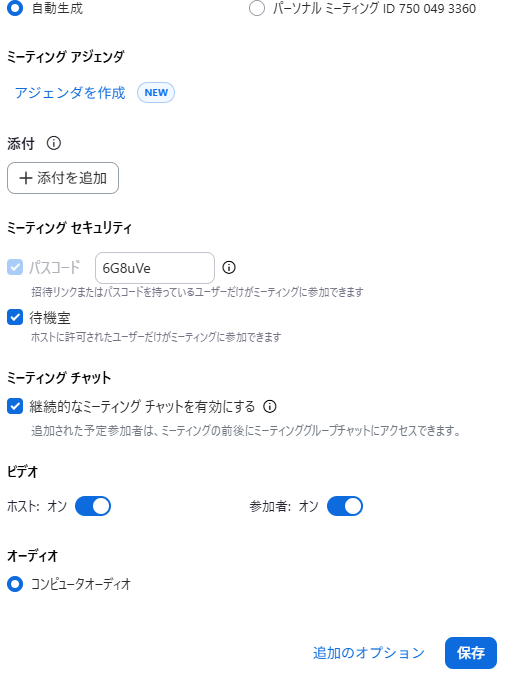 自動生成 パーソナル ミーティング ID 750 049 3360
ミーティング アジェンダ
アジェンダを作成 NEW
添付
添付を追加
ミーティング セキュリティ
パスコード 6G8uVe
招待リンクまたはパスコードを持っているユーザーだけがミーティングに参加できます
待機室
ホストに許可されたユーザーだけがミーティングに参加できます
ミーティング チャット
継続的なミーティング チャットを有効にする
追加された予定参加者は、ミーティングの前後にミーティンググループチャットにアクセスできます。
ビデオ
ホスト: オン 参加者: オン
オーディオ
コンピュータオーディオ
追加のオプション 保存